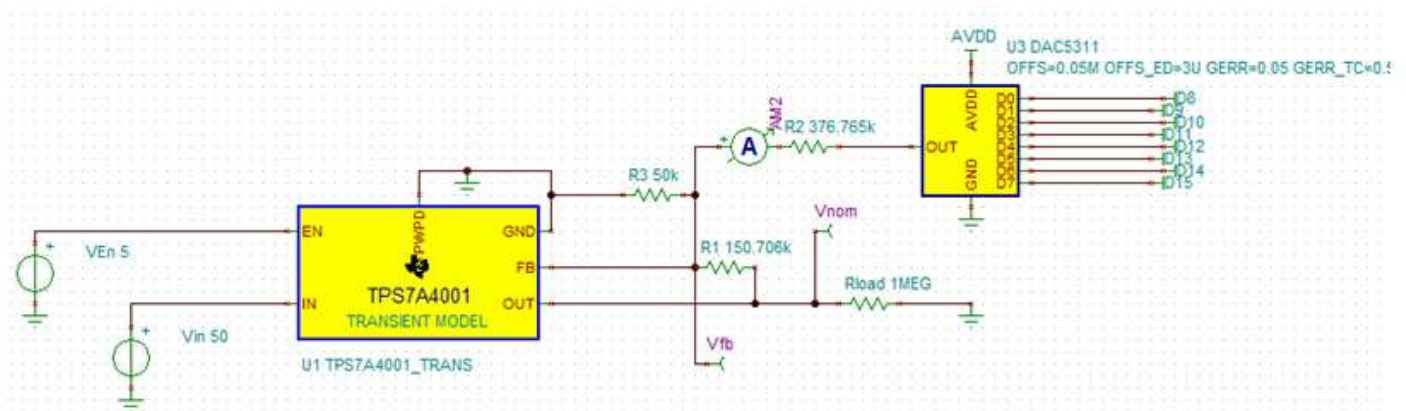 AVDD
U3 DAC5311
OFFS=0.05M OFFS_ED=3U GERR=0.05 GERR_TC=0.5
AM2
A
R2 376.765k
OUT
AVDD
GND
D0
D1
D2
D3
D4
D5
D6
D7
D8
D9
D10
D11
D12
D13
D14
D15
R3 50k
Vnom
R1 150.706k
Rload 1MEG
Vfb
VEn 5
Vin 50
EN
IN
PWPD
GND
FB
OUT
TPS7A4001
TRANSIENT MODEL
U1 TPS7A4001_TRANS